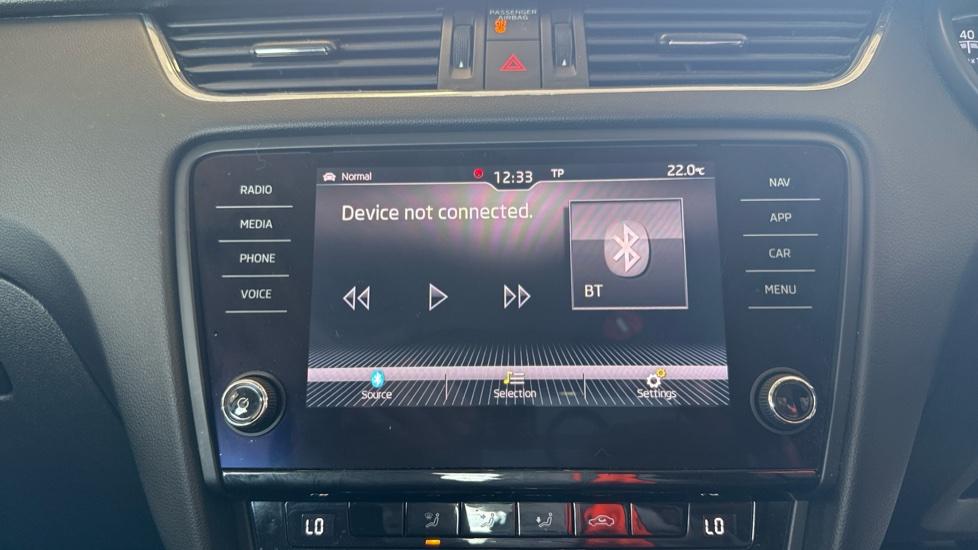 PASSENGER
AIRBAG
40
Normal 12:33 TP 22.0°C
Device not connected.
BT
Source Selection Settings
RADIO
MEDIA
PHONE
VOICE
NAV
APP
CAR
MENU
LO LO